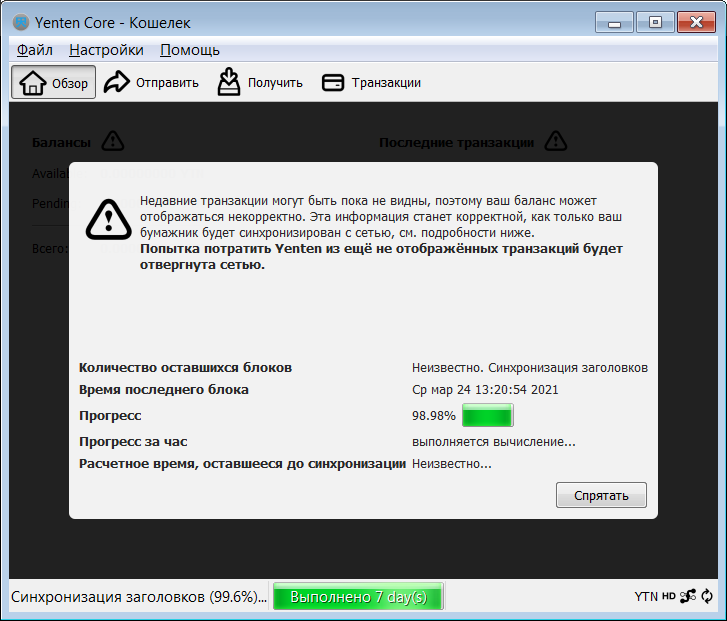 Yenten Core - Кошелек
Файл Настройки Помощь
Обзор Отправить Получить Транзакции
Балансы Последние транзакции
Availa
Pendin
Всего:
Недавние транзакции могут быть пока не видны, поэтому ваш баланс может
отображаться некорректно. Эта информация станет корректной, как только ваш
бумажник будет синхронизирован с сетью, см. подробности ниже.
Попытка потратить Yenten из ещё не отображённых транзакций будет
отвергнута сетью.
Количество оставшихся блоков Неизвестно. Синхронизация заголовков
Время последнего блока Ср мар 24 13:20:54 2021
Прогресс 98.98%
Прогресс за час выполняется вычисление...
Расчетное время, оставшееся до синхронизации Неизвестно...
Спрятать
Синхронизация заголовков (99.6%)... Выполнено 7 day(s) YTN HD